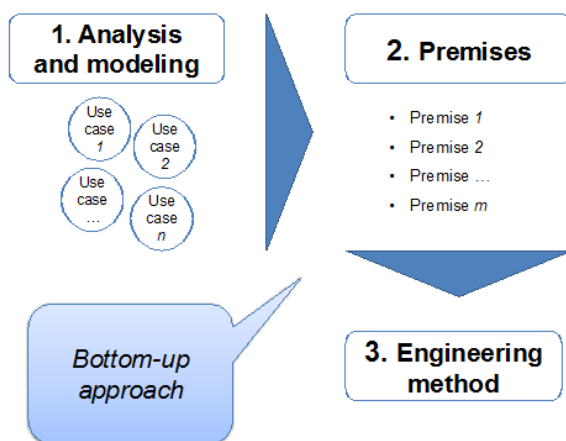 1. Analysis
and modeling
Use
case
1
Use
case
2
Use
case
...
Use
case
n
2. Premises
• Premise 1
• Premise 2
• Premise ...
• Premise m
Bottom-up
approach
3. Engineering
method